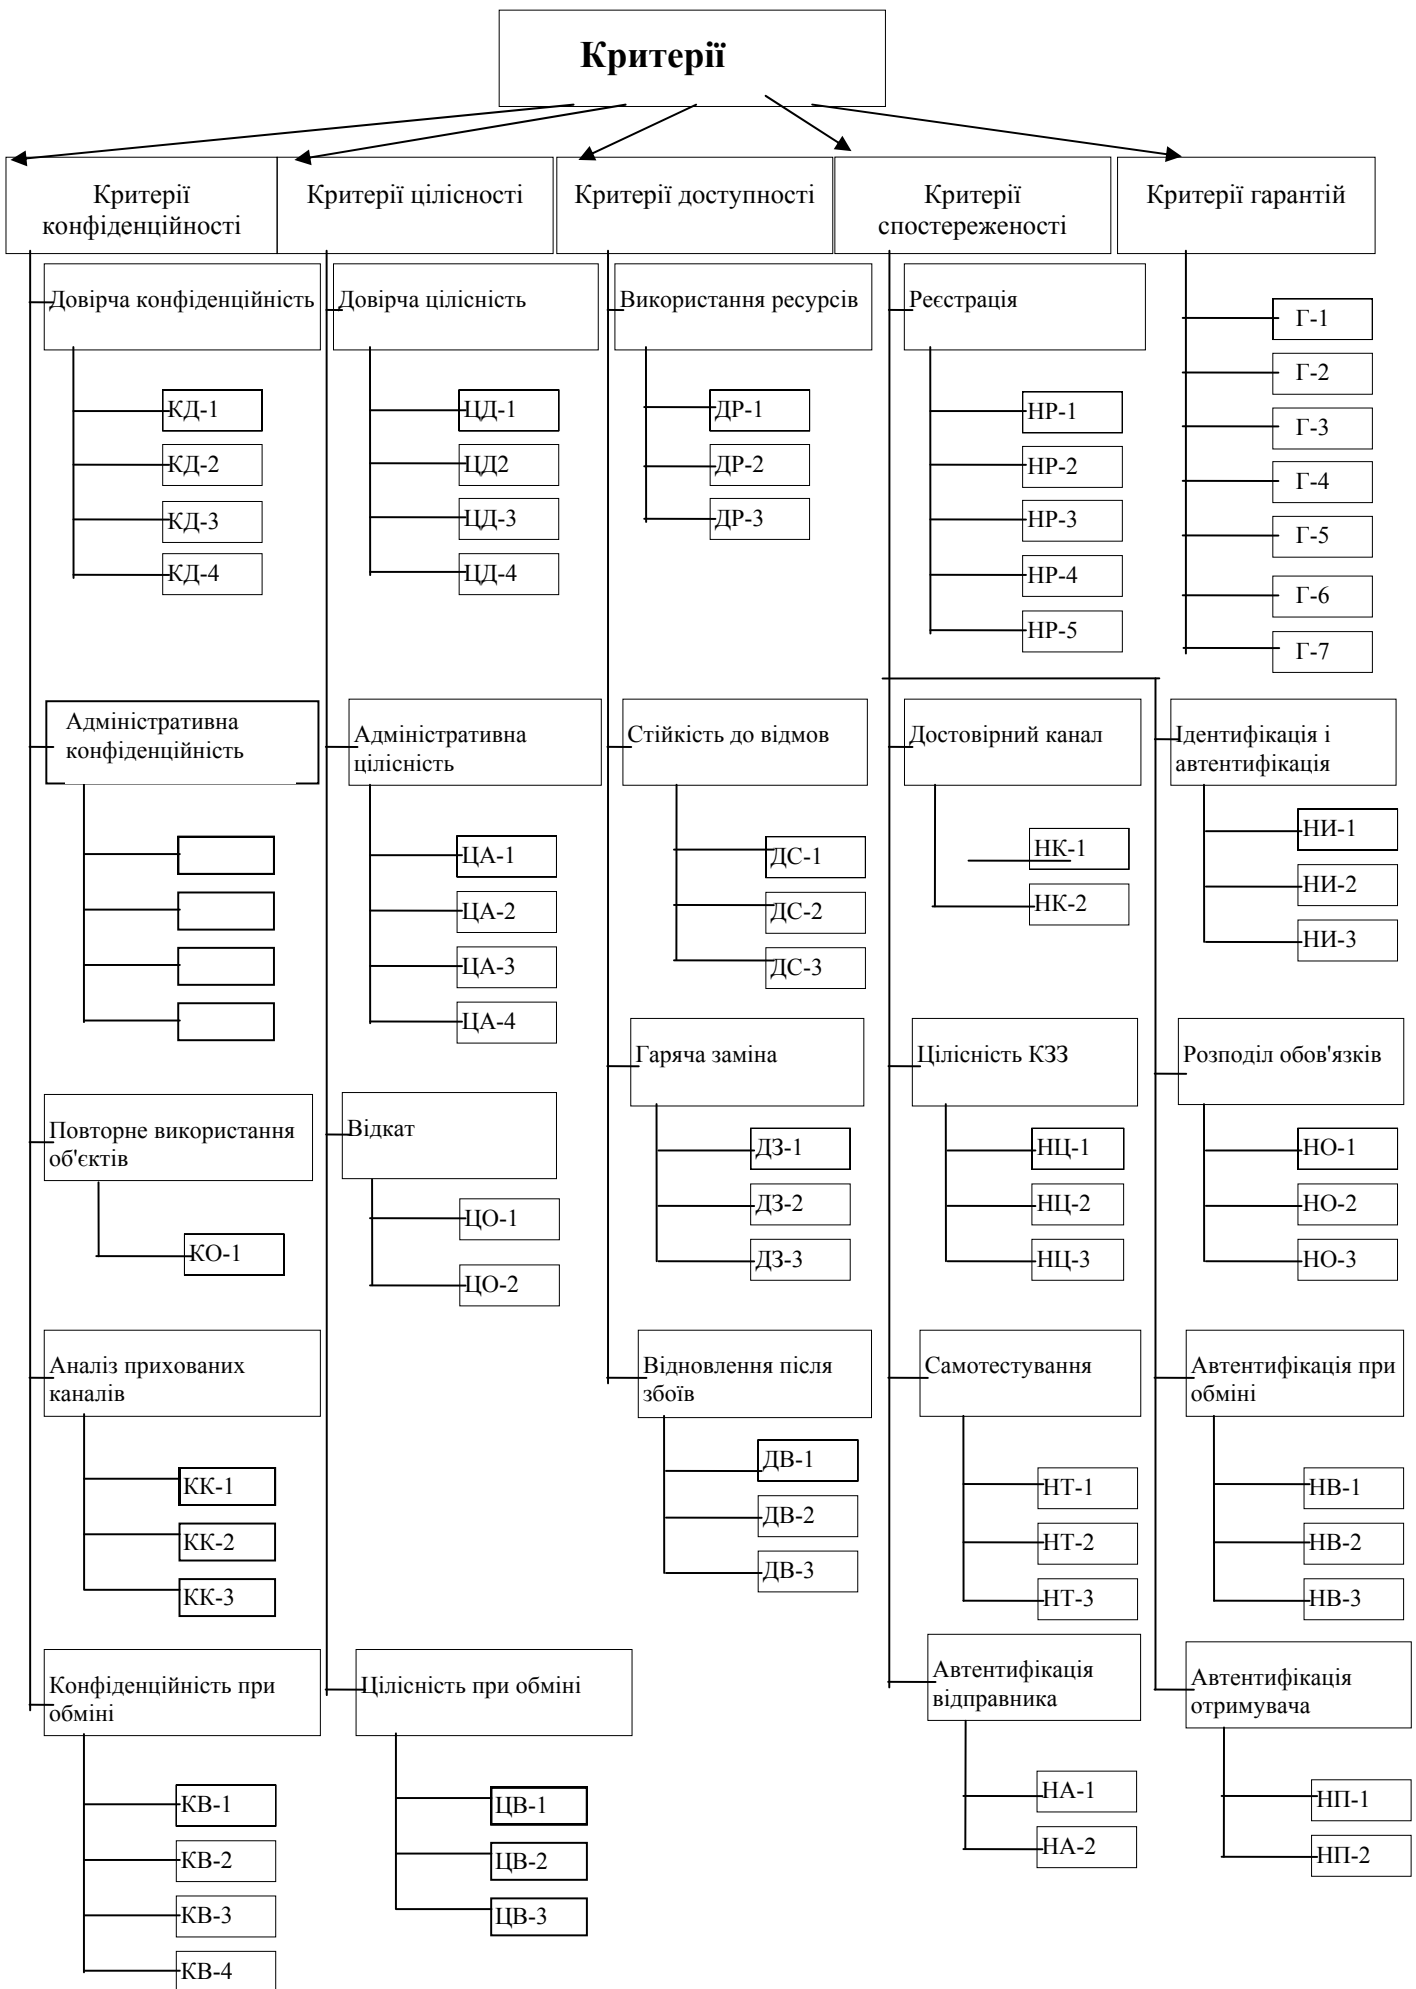 Критерії
Критерії
конфіденційності
Критерії цілісності
Критерії доступності
Критерії
спостереженості
Критерії гарантій
Довірча конфіденційність
КД-1
КД-2
КД-3
КД-4
Довірча цілісність
ЦД-1
ЦД2
ЦД-3
ЦД-4
Використання ресурсів
ДР-1
ДР-2
ДР-3
Реєстрація
НР-1
НР-2
НР-3
НР-4
НР-5
Г-1
Г-2
Г-3
Г-4
Г-5
Г-6
Г-7
Адміністративна
конфіденційність
Адміністративна
цілісність
ЦА-1
ЦА-2
ЦА-3
ЦА-4
Стійкість до відмов
ДС-1
ДС-2
ДС-3
Достовірний канал
НК-1
НК-2
Ідентифікація і
автентифікація
НИ-1
НИ-2
НИ-3
Повторне використання
об'єктів
КО-1
Відкат
ЦО-1
ЦО-2
Гаряча заміна
ДЗ-1
ДЗ-2
ДЗ-3
Цілісність КЗЗ
НЦ-1
НЦ-2
НЦ-3
Розподіл обов'язків
НО-1
НО-2
НО-3
Аналіз прихованих
каналів
КК-1
КК-2
КК-3
Відновлення після
збоїв
ДВ-1
ДВ-2
ДВ-3
Самотестування
НТ-1
НТ-2
НТ-3
Автентифікація при
обміні
НВ-1
НВ-2
НВ-3
Конфіденційність при
обміні
КВ-1
КВ-2
КВ-3
КВ-4
Цілісність при обміні
ЦВ-1
ЦВ-2
ЦВ-3
Автентифікація
відправника
НА-1
НА-2
Автентифікація
отримувача
НП-1
НП-2